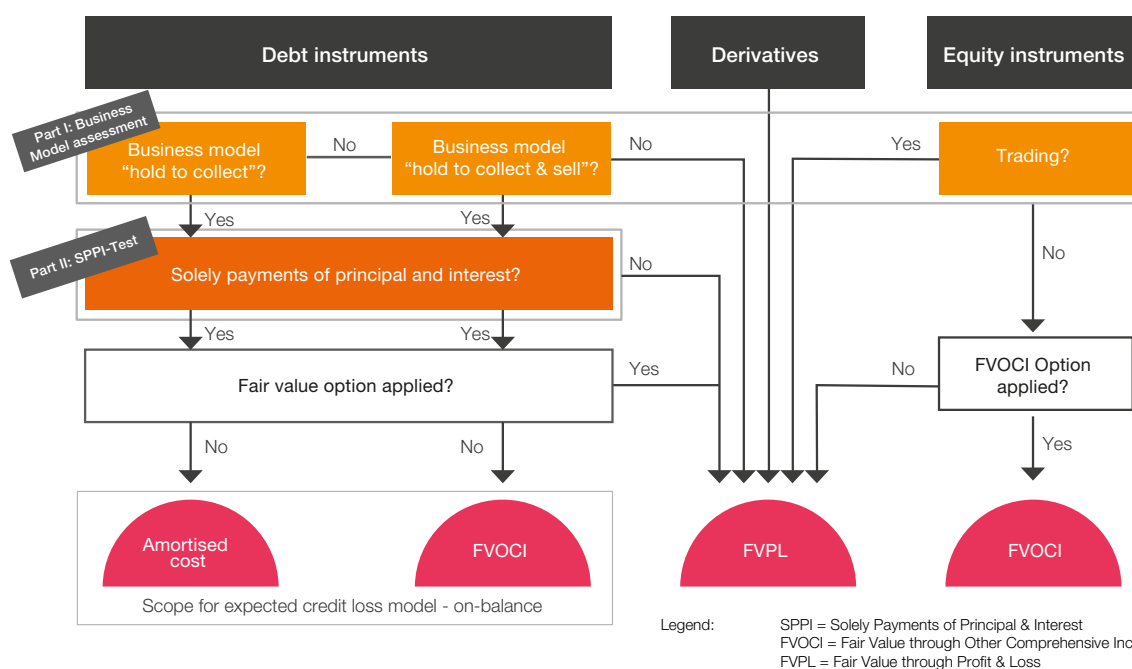 Debt instruments
Derivatives
Equity instruments
Part I: Business
Model assessment
Business model
“hold to collect”?
No
Business model
“hold to collect & sell”?
No
Yes
Trading?
Yes
Yes
Part II: SPPI-Test
Solely payments of principal and interest?
No
No
Yes
Yes
Fair value option applied?
Yes
No
FVOCI Option
applied?
No
No
Yes
Amortised
cost
FVOCI
FVPL
FVOCI
Scope for expected credit loss model - on-balance
Legend:
SPPI = Solely Payments of Principal & Interest
FVOCI = Fair Value through Other Comprehensive Inc
FVPL = Fair Value through Profit & Loss